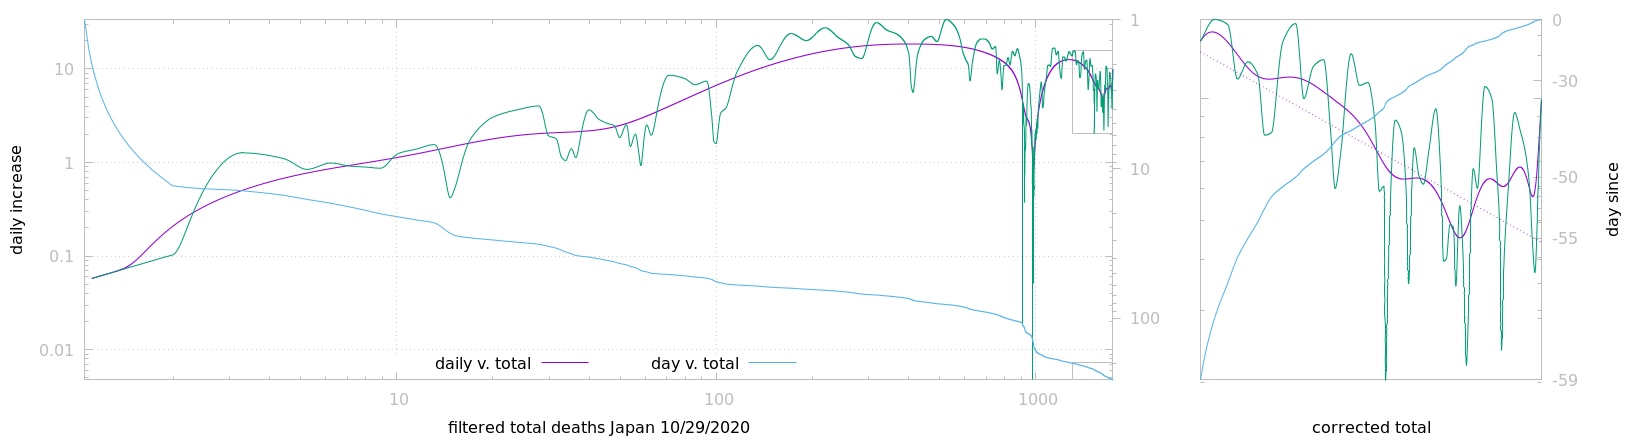 daily increase
10
1
0.1
0.01
10
100
1000
1
10
100
daily v. total
day v. total
filtered total deaths Japan 10/29/2020
0
-30
-50
-55
-59
day since
corrected total